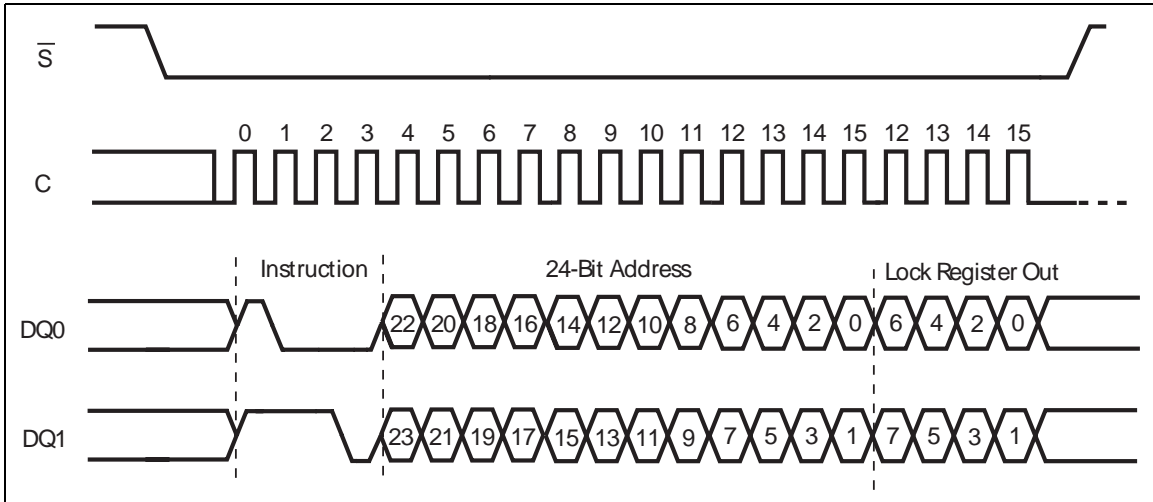 S
0 1 2 3 4 5 6 7 8 9 10 11 12 13 14 15 12 13 14 15
C
Instruction 24-Bit Address Lock Register Out
DQ0 22 20 18 16 14 12 10 8 6 4 2 0 6 4 2 0
DQ1 23 21 19 17 15 13 11 9 7 5 3 1 7 5 3 1